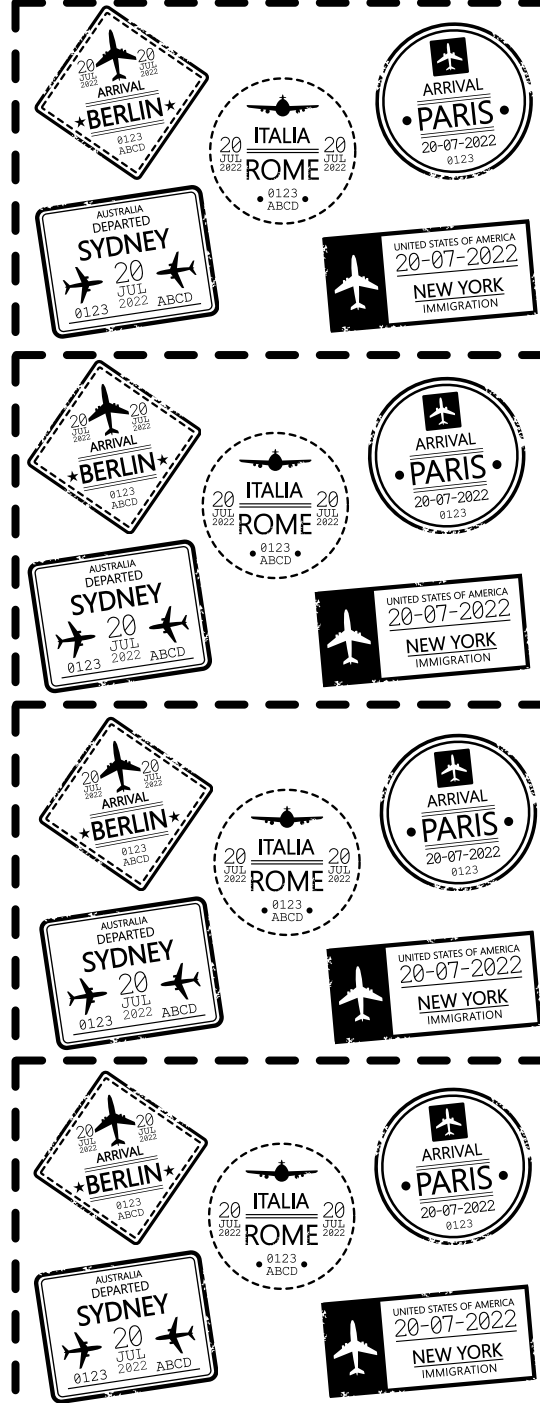 20 20
JUL JUL
2022 2022
ARRIVAL
BERLIN
0123
ABCD
ITALIA
20 20
JUL JUL
2022 2022
ROME
0123
ABCD
ARRIVAL
PARIS
20-07-2022
0123
AUSTRALIA
DEPARTED
SYDNEY
20
JUL
0123 2022 ABCD
UNITED STATES OF AMERICA
20-07-2022
NEW YORK
IMMIGRATION
20 20
JUL JUL
2022 2022
ARRIVAL
BERLIN
0123
ABCD
ITALIA
20 20
JUL JUL
2022 2022
ROME
0123
ABCD
ARRIVAL
PARIS
20-07-2022
0123
AUSTRALIA
DEPARTED
SYDNEY
20
JUL
0123 2022 ABCD
UNITED STATES OF AMERICA
20-07-2022
NEW YORK
IMMIGRATION
20 20
JUL JUL
2022 2022
ARRIVAL
BERLIN
0123
ABCD
ITALIA
20 20
JUL JUL
2022 2022
ROME
0123
ABCD
ARRIVAL
PARIS
20-07-2022
0123
AUSTRALIA
DEPARTED
SYDNEY
20
JUL
0123 2022 ABCD
UNITED STATES OF AMERICA
20-07-2022
NEW YORK
IMMIGRATION
20 20
JUL JUL
2022 2022
ARRIVAL
BERLIN
0123
ABCD
ITALIA
20 20
JUL JUL
2022 2022
ROME
0123
ABCD
ARRIVAL
PARIS
20-07-2022
0123
AUSTRALIA
DEPARTED
SYDNEY
20
JUL
0123 2022 ABCD
UNITED STATES OF AMERICA
20-07-2022
NEW YORK
IMMIGRATION